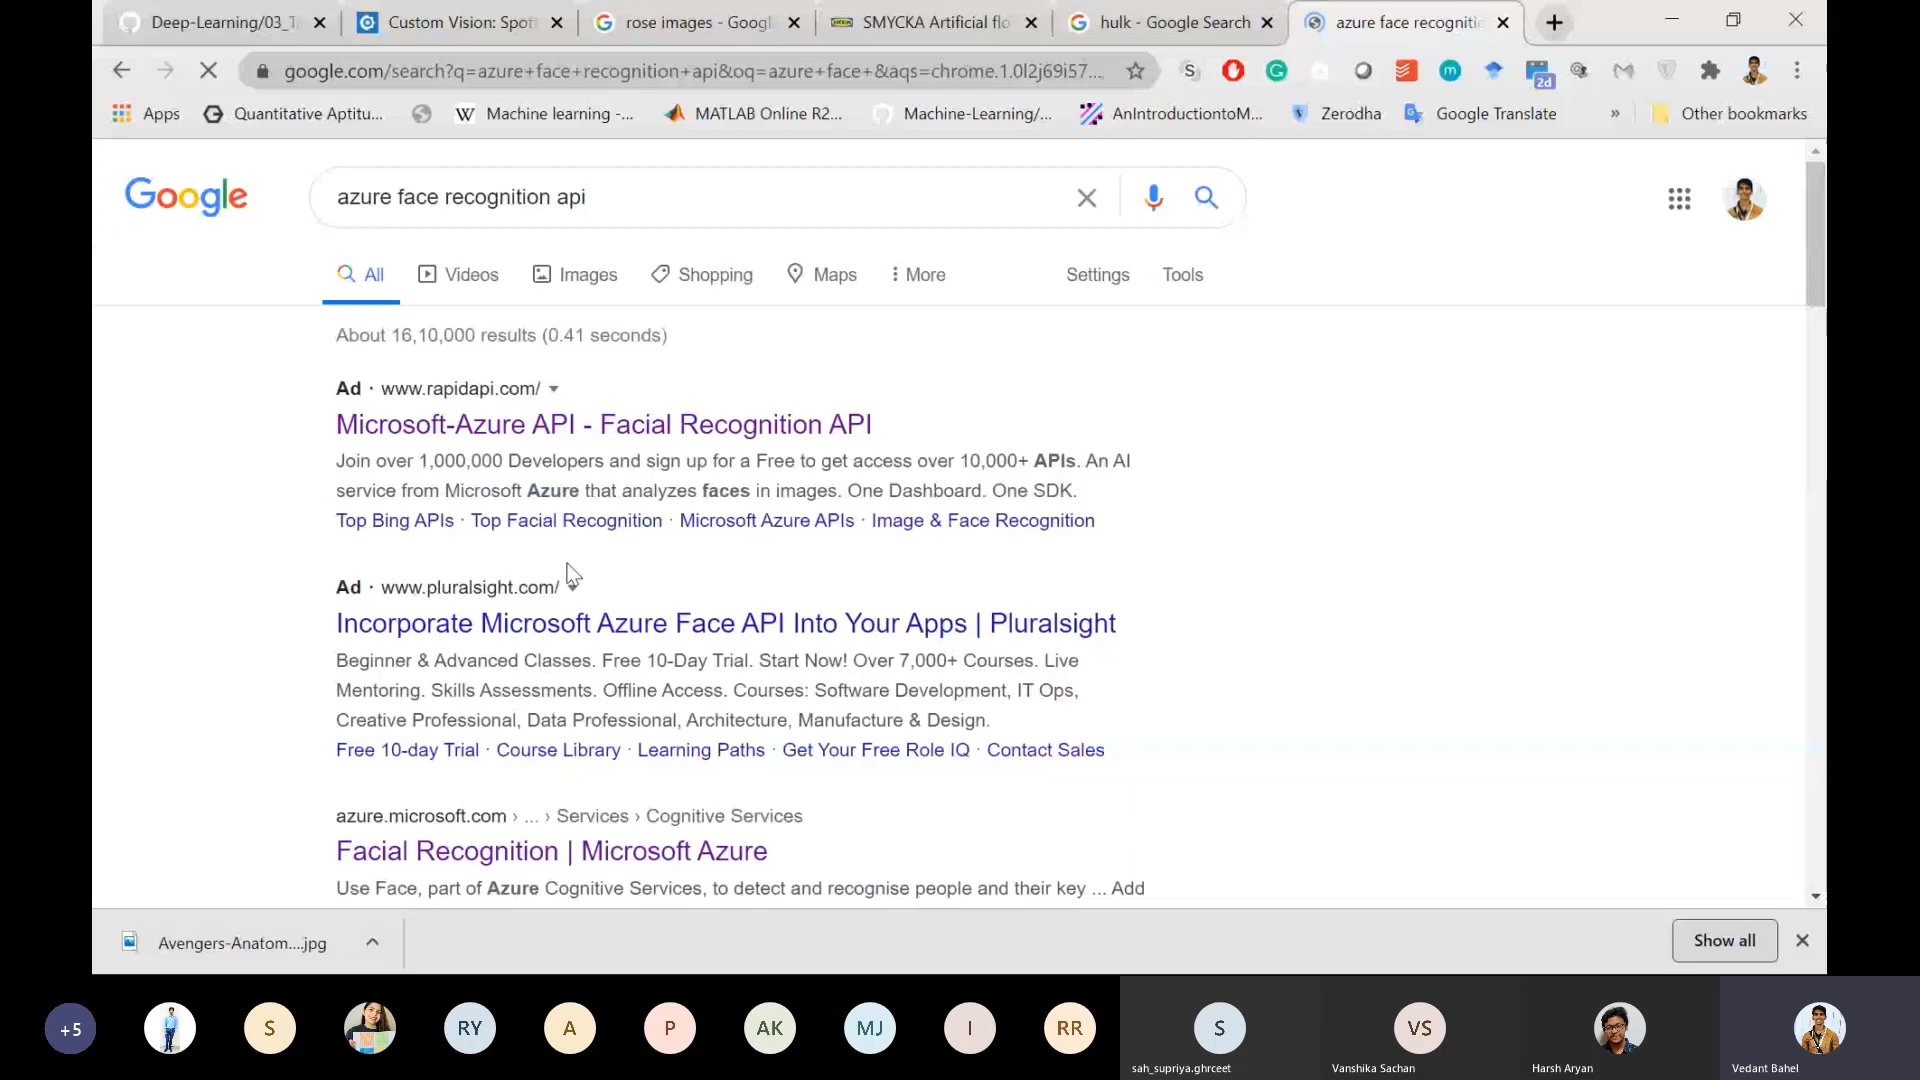 Deep-Learning/03_T
Custom Vision: Spot
rose images - Googl
IKEA
SMYCKA Artificial flo
hulk - Google Search
azure face recogniti
google.com/search?q=azure+face+recognition+api&oq=azure+face+&aqs=chrome.1.0l2j69i57...
2d
Apps
Quantitative Aptitu...
Machine learning -...
MATLAB Online R2...
Machine-Learning/...
AnIntroductiontoM...
Zerodha
Google Translate
»
Other bookmarks
Google
azure face recognition api
All
Videos
Images
Shopping
Maps
More
Settings
Tools
About 16,10,000 results (0.41 seconds)
Ad · www.rapidapi.com/
Microsoft-Azure API - Facial Recognition API
Join over 1,000,000 Developers and sign up for a Free to get access over 10,000+ APIs. An AI
service from Microsoft Azure that analyzes faces in images. One Dashboard. One SDK.
Top Bing APIs · Top Facial Recognition · Microsoft Azure APIs · Image & Face Recognition
Ad · www.pluralsight.com/
Incorporate Microsoft Azure Face API Into Your Apps | Pluralsight
Beginner & Advanced Classes. Free 10-Day Trial. Start Now! Over 7,000+ Courses. Live
Mentoring. Skills Assessments. Offline Access. Courses: Software Development, IT Ops,
Creative Professional, Data Professional, Architecture, Manufacture & Design.
Free 10-day Trial · Course Library · Learning Paths · Get Your Free Role IQ · Contact Sales
azure.microsoft.com › ... › Services › Cognitive Services
Facial Recognition | Microsoft Azure
Use Face, part of Azure Cognitive Services, to detect and recognise people and their key ... Add
Avengers-Anatom....jpg
Show all
+5
S
RY
A
P
AK
MJ
I
RR
S
VS
sah_supriya.ghrceet
Vanshika Sachan
Harsh Aryan
Vedant Bahel